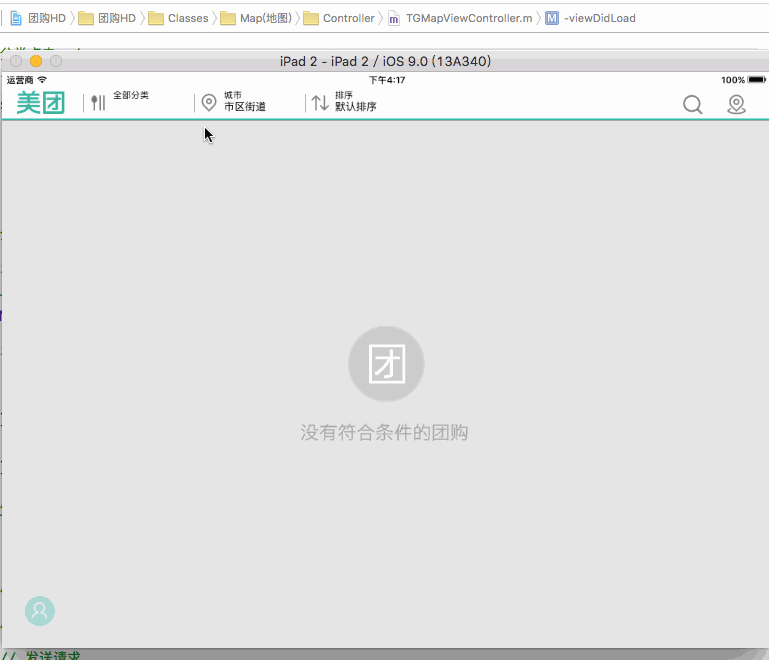 团购HD 团购HD Classes Map(地图) Controller m TGMapViewController.m M -viewDidLoad
iPad 2 - iPad 2 / iOS 9.0 (13A340)
运营商 下午4:17 100%
美团 全部分类 城市 排序
市区街道 默认排序
团
没有符合条件的团购
// 发送请求